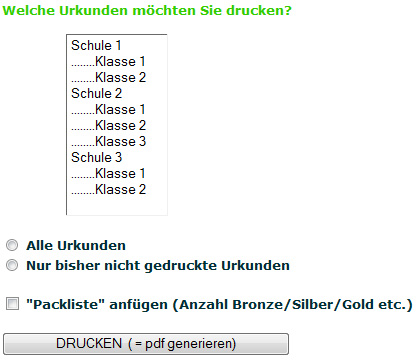 Welche Urkunden möchten Sie drucken?
Schule 1
........Klasse 1
........Klasse 2
Schule 2
........Klasse 1
........Klasse 2
........Klasse 3
Schule 3
........Klasse 1
........Klasse 2
Alle Urkunden
Nur bisher nicht gedruckte Urkunden
"Packliste" anfügen (Anzahl Bronze/Silber/Gold etc.)
DRUCKEN ( = pdf generieren)